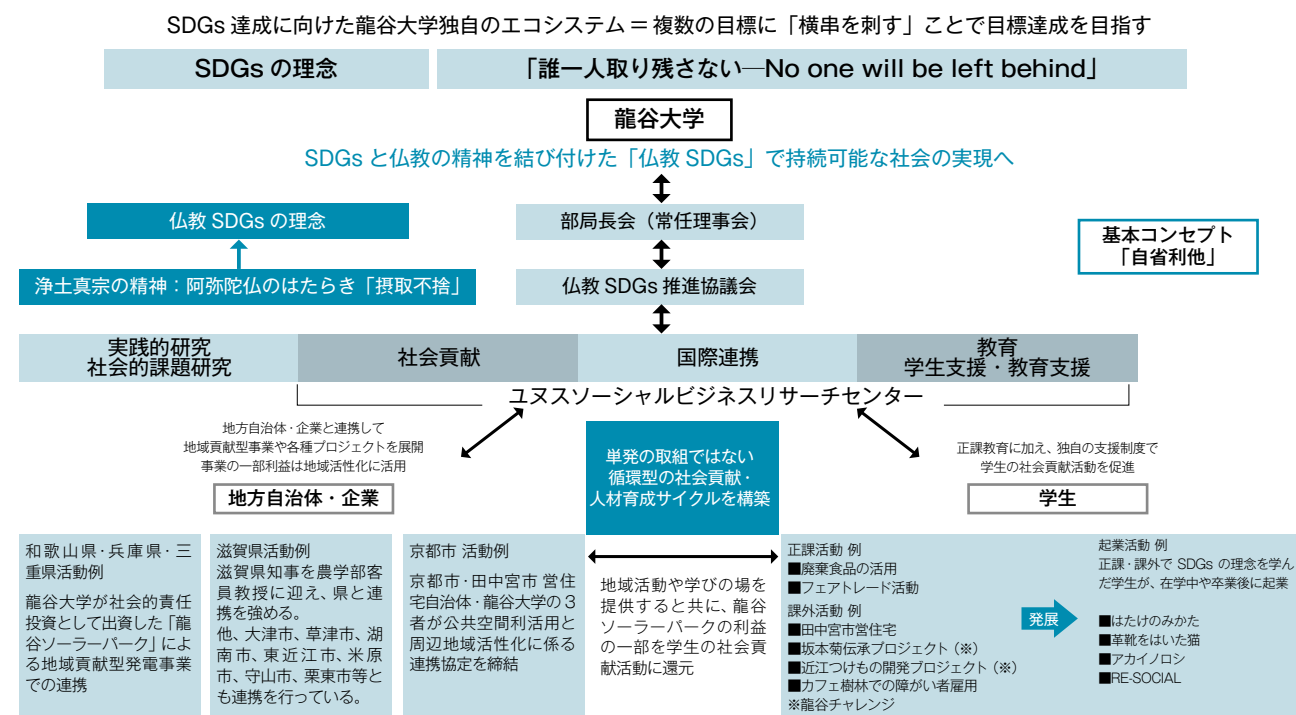 SDGs 達成に向けた龍谷大学独自のエコシステム = 複数の目標に「横串を刺す」ことで目標達成を目指す
SDGs の理念
「誰一人取り残さない─No one will be left behind」
龍谷大学
SDGs と仏教の精神を結び付けた「仏教 SDGs」で持続可能な社会の実現へ
仏教 SDGs の理念
部局長会（常任理事会）
基本コンセプト
「自省利他」
浄土真宗の精神：阿弥陀仏のはたらき「摂取不捨」
仏教 SDGs 推進協議会
実践的研究
社会的課題研究
社会貢献
国際連携
教育
学生支援・教育支援
ユヌスソーシャルビジネスリサーチセンター
地方自治体・企業と連携して
地域貢献型事業や各種プロジェクトを展開
事業の一部利益は地域活性化に活用
地方自治体・企業
単発の取組ではない
循環型の社会貢献・
人材育成サイクルを構築
正課教育に加え、独自の支援制度で
学生の社会貢献活動を促進
学生
和歌山県・兵庫県・三
重県活動例
龍谷大学が社会的責任
投資として出資した「龍
谷ソーラーパーク」によ
る地域貢献型発電事業
での連携
滋賀県活動例
滋賀県知事を農学部客
員教授に迎え、県と連
携を強める。
他、大津市、草津市、湖
南市、東近江市、米原
市、守山市、栗東市等と
も連携を行っている。
京都市 活動例
京都市・田中宮市 営住
宅自治体・龍谷大学の 3
者が公共空間利活用と
周辺地域活性化に係る
連携協定を締結
地域活動や学びの場を
提供すると共に、龍谷
ソーラーパークの利益
の一部を学生の社会貢
献活動に還元
正課活動 例
■廃棄食品の活用
■フェアトレード活動
課外活動 例
■田中宮市営住宅
■坂本菊伝承プロジェクト（※）
■近江つけもの開発プロジェクト（※）
■カフェ樹林での障がい者雇用
※龍谷チャレンジ
発展
起業活動 例
正課・課外で SDGs の理念を学ん
だ学生が、在学中や卒業後に起業
■はたけのみかた
■革靴をはいた猫
■アカイノロシ
■RE-SOCIAL